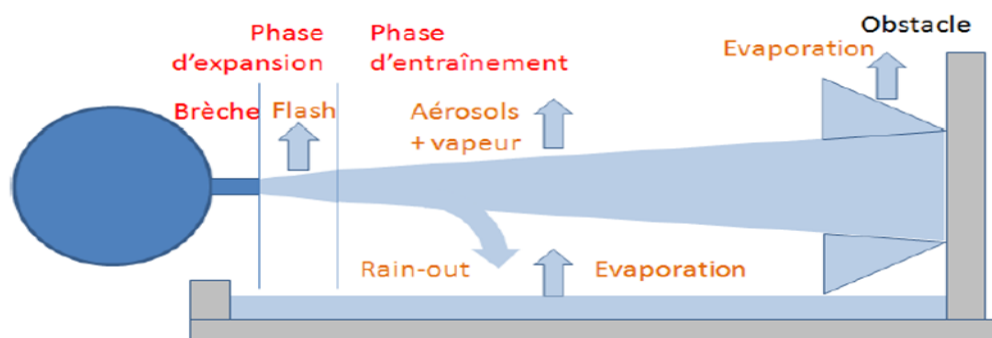 Obstacle
Phase
d'expansion
Phase
d'entraînement
Evaporation
Brèche
Flash
Aérosols
+ vapeur
Rain-out
Evaporation